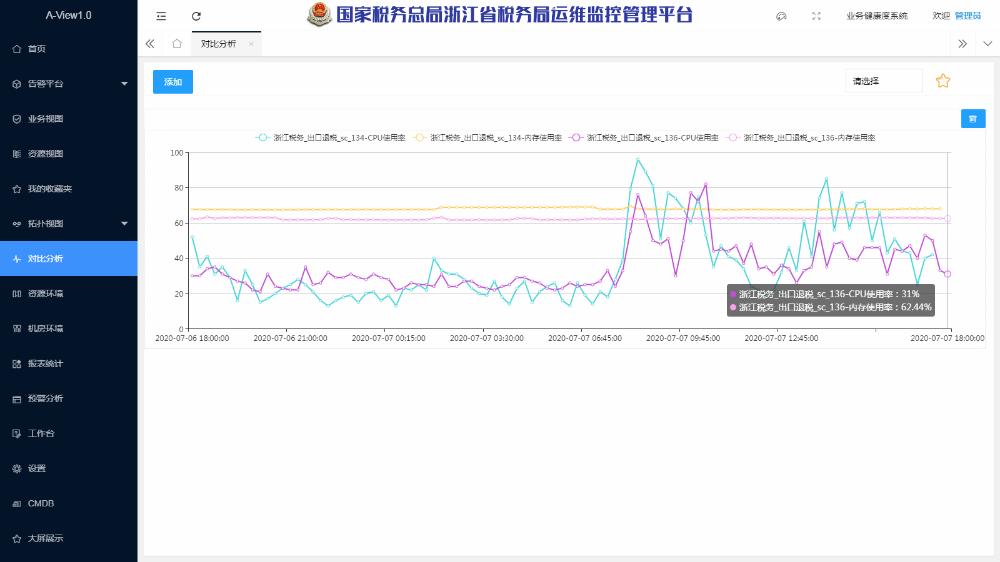 A-View1.0
国家税务总局浙江省税务局运维监控管理平台
业务健康度系统
欢迎 管理员
首页
告警平台
业务视图
资源视图
我的收藏夹
拓扑视图
对比分析
资源环境
机房环境
报表统计
预警分析
工作台
设置
CMDB
大屏展示
对比分析
添加
请选择
浙江税务_出口退税_sc_134-CPU使用率
浙江税务_出口退税_sc_134-内存使用率
浙江税务_出口退税_sc_136-CPU使用率
浙江税务_出口退税_sc_136-内存使用率
100
80
60
40
20
0
浙江税务_出口退税_sc_136-CPU使用率：31%
浙江税务_出口退税_sc_136-内存使用率：62.44%
2020-07-06 18:00:00
2020-07-06 21:00:00
2020-07-07 00:15:00
2020-07-07 03:30:00
2020-07-07 06:45:00
2020-07-07 09:45:00
2020-07-07 12:45:00
2020-07-07 18:00:00